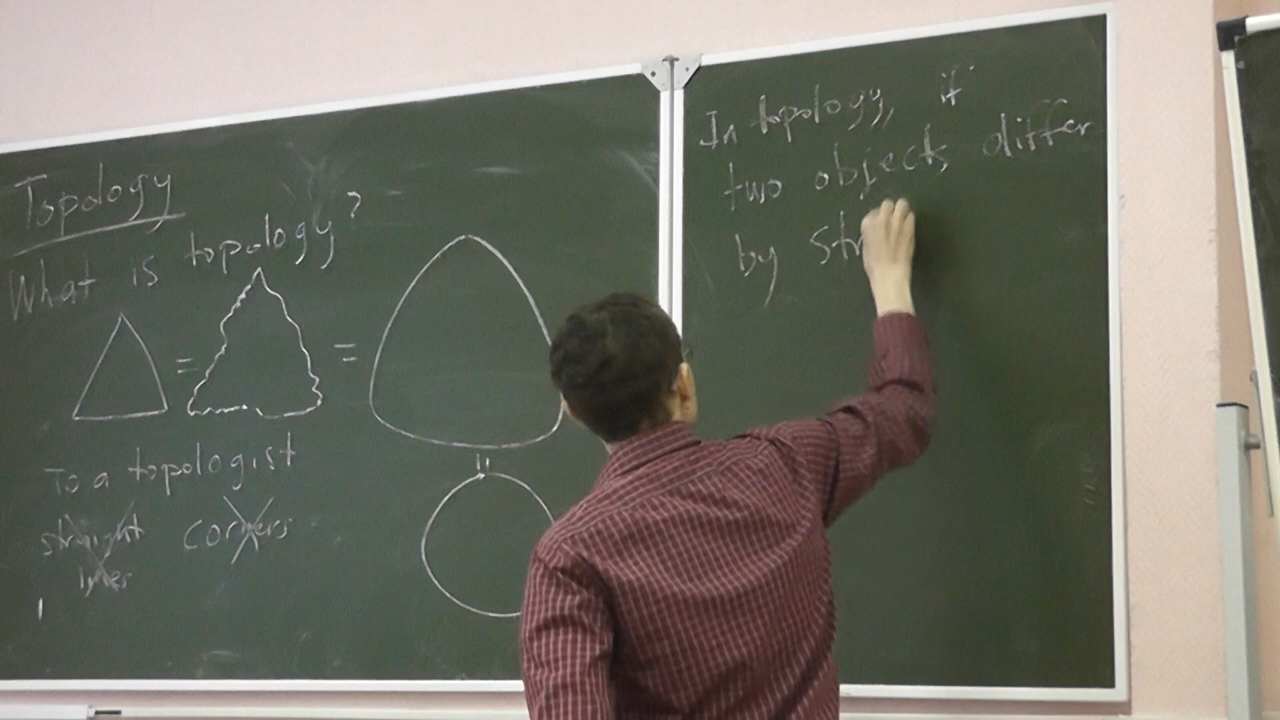 Topology
What is topology?
= =
To a topologist
straight corners
lines
=
In topology, if
two objects differ
by str